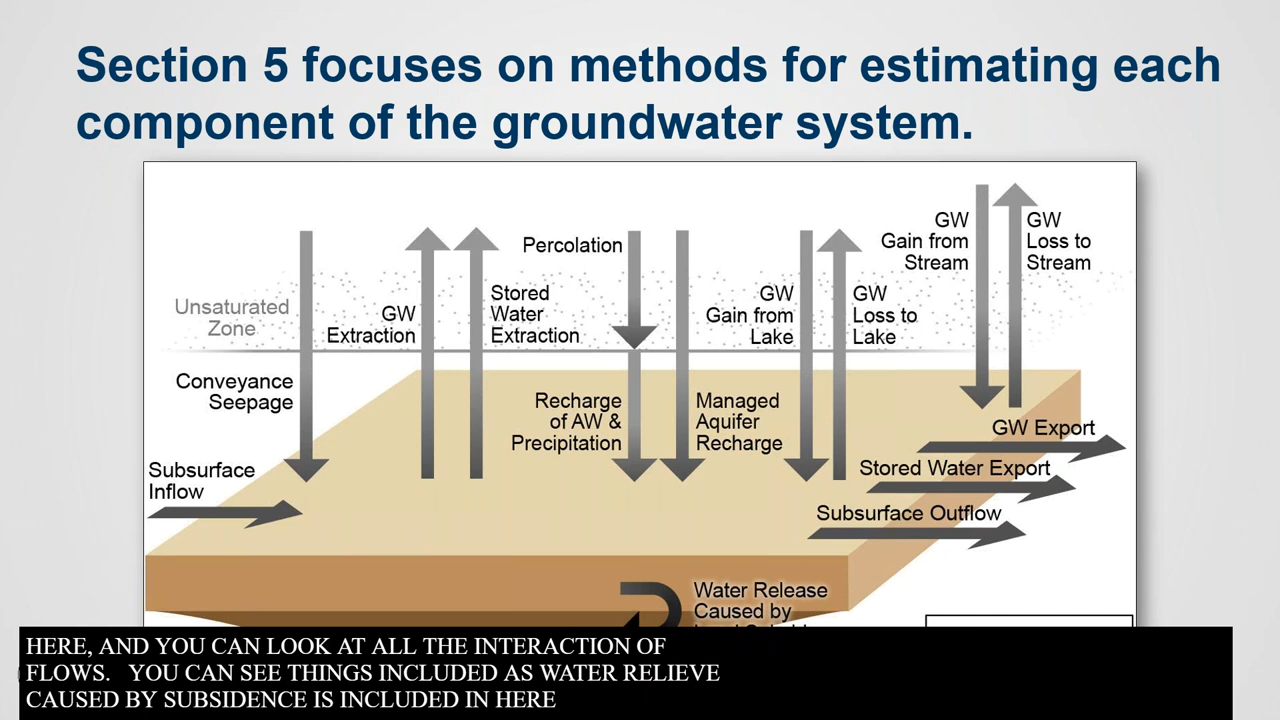 Section 5 focuses on methods for estimating each
component of the groundwater system.
GW
Gain from
Stream
GW
Loss to
Stream
Percolation
Unsaturated
Zone
GW
Extraction
Stored
Water
Extraction
GW
Gain from
Lake
GW
Loss to
Lake
Conveyance
Seepage
Recharge
of AW &
Precipitation
Managed
Aquifer
Recharge
GW Export
Subsurface
Inflow
Stored Water Export
Subsurface Outflow
Water Release
Caused by
HERE, AND YOU CAN LOOK AT ALL THE INTERACTION OF
FLOWS. YOU CAN SEE THINGS INCLUDED AS WATER RELIEVE
CAUSED BY SUBSIDENCE IS INCLUDED IN HERE